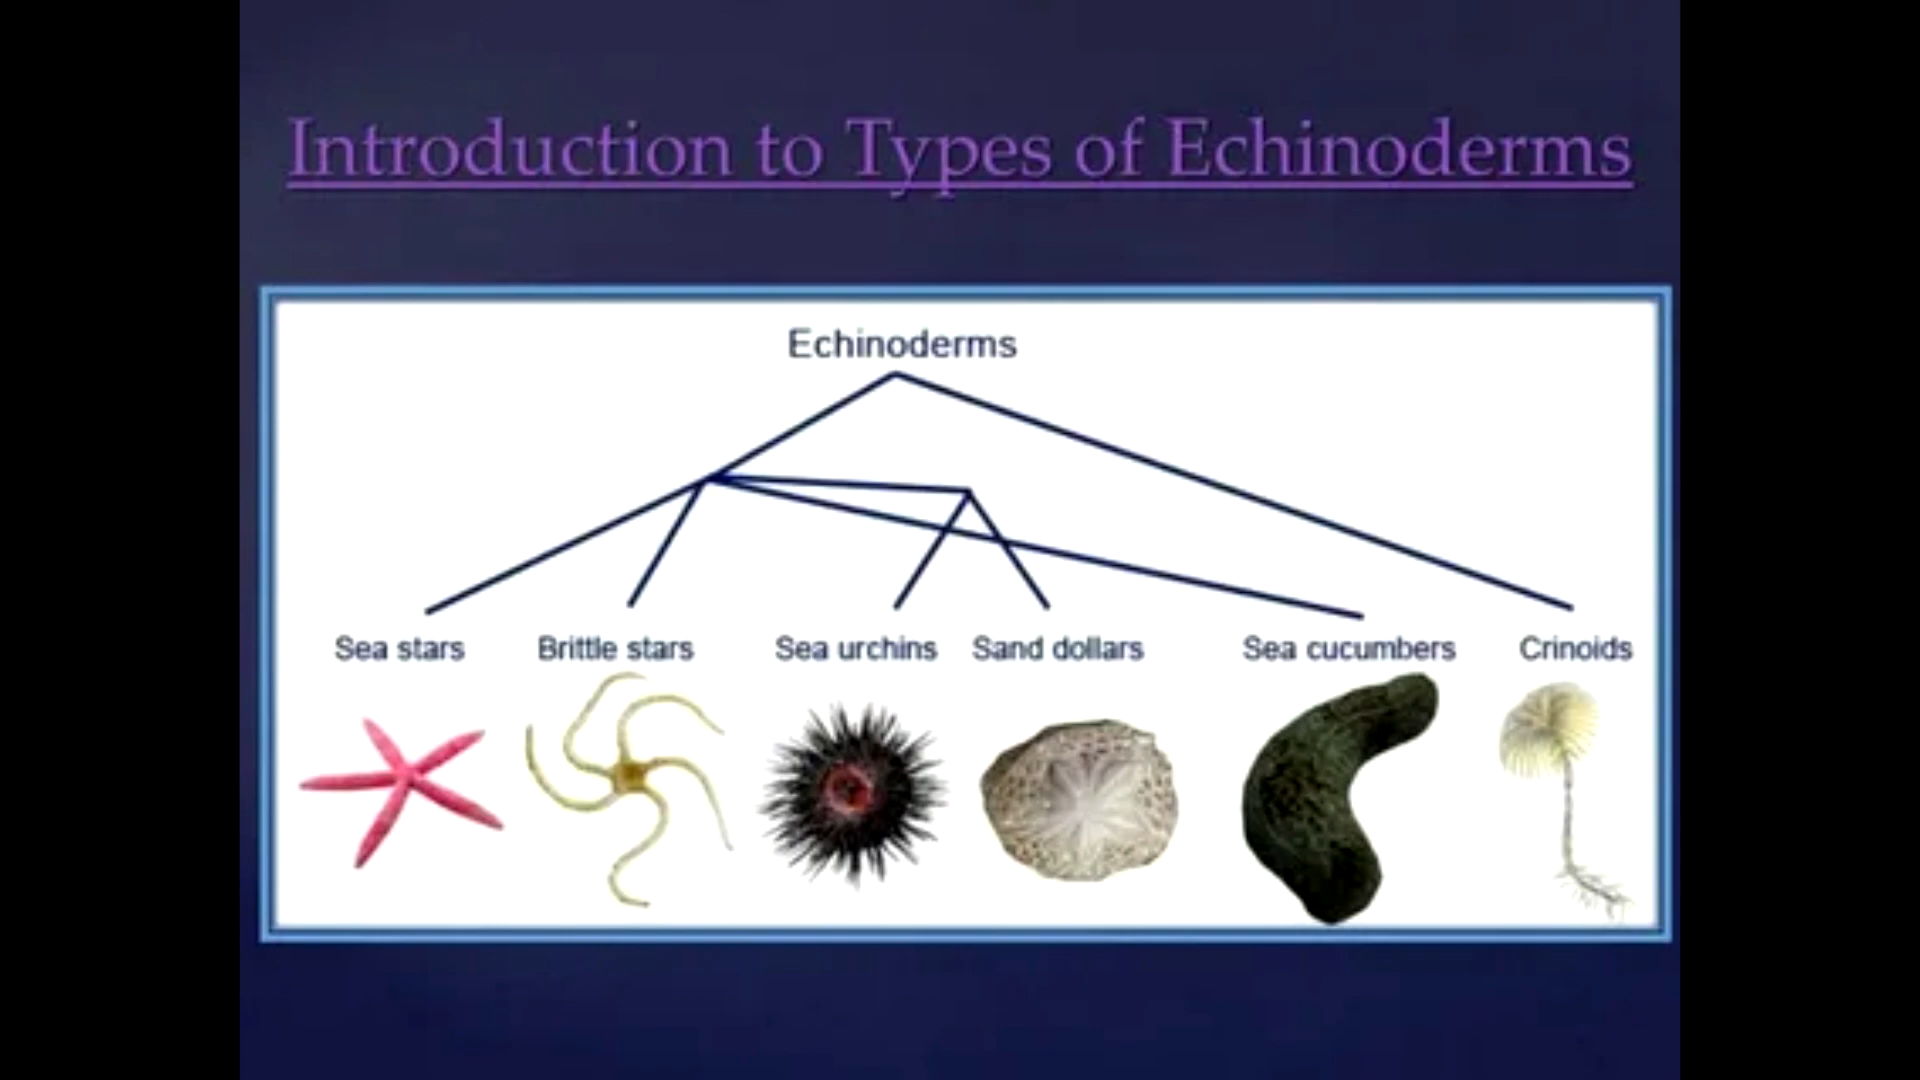 Introduction to Types of Echinoderms
Echinoderms
Sea stars Brittle stars Sea urchins Sand dollars Sea cucumbers Crinoids